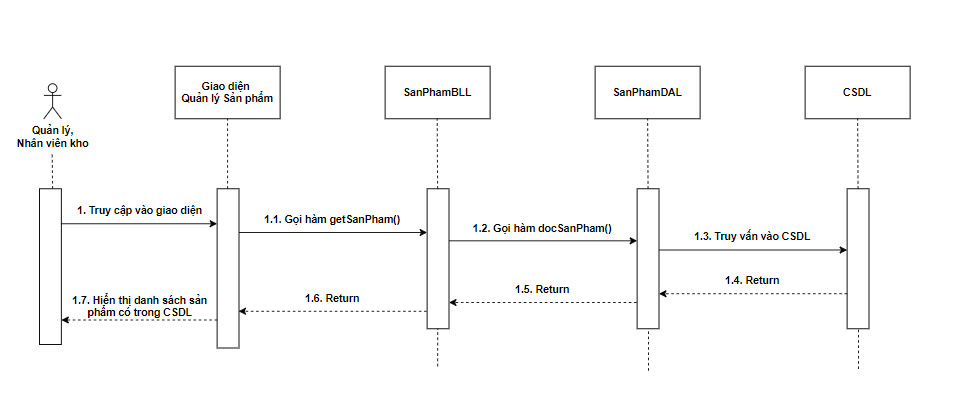 Giao diện
Quản lý Sản phẩm
SanPhamBLL
SanPhamDAL
CSDL
Quản lý,
Nhân viên kho
1. Truy cập vào giao diện
1.1. Gọi hàm getSanPham()
1.2. Gọi hàm docSanPham()
1.3. Truy vấn vào CSDL
1.4. Return
1.5. Return
1.6. Return
1.7. Hiển thị danh sách sản
phẩm có trong CSDL